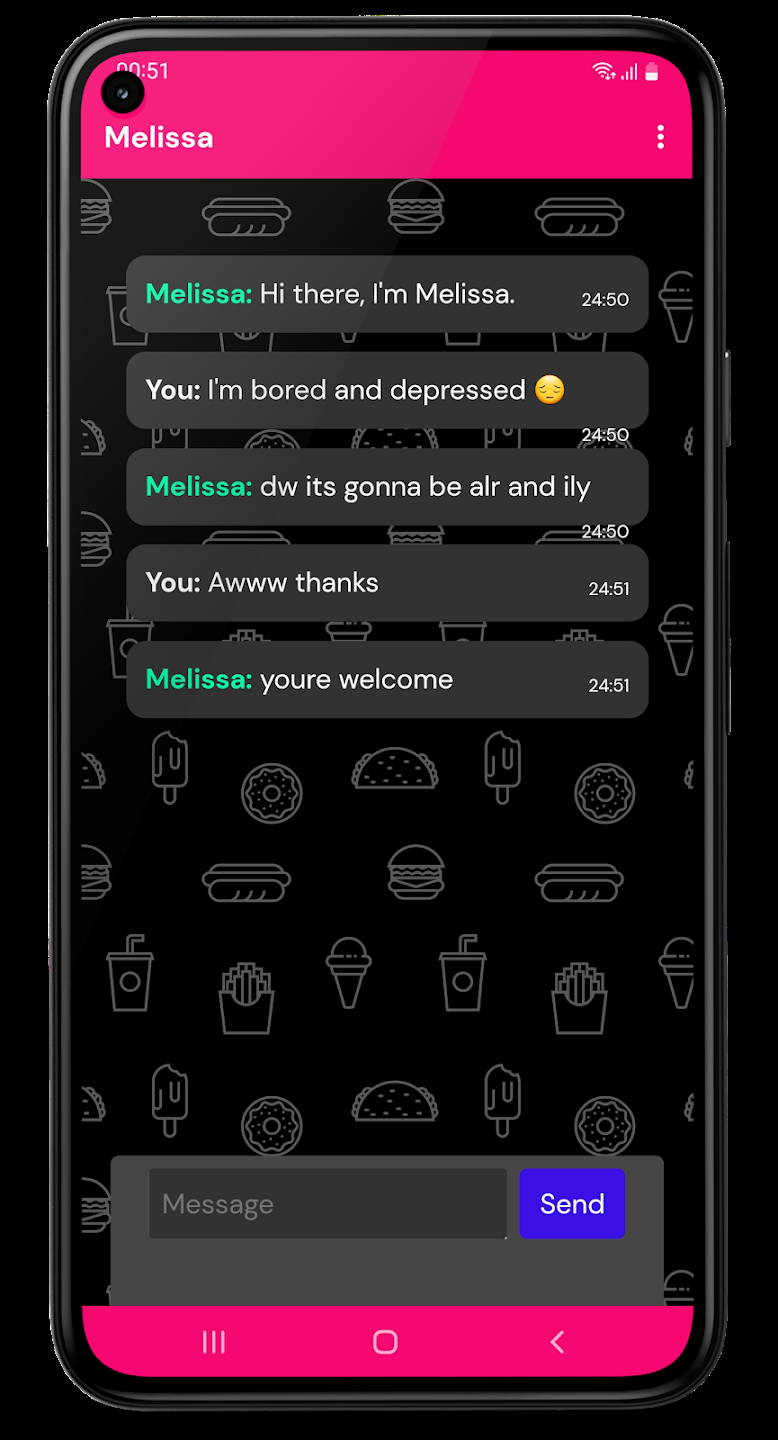 00:51
Melissa
Melissa: Hi there, I'm Melissa. 24:50
You: I'm bored and depressed 😔
24:50
Melissa: dw its gonna be alr and ily
24:50
You: Awww thanks 24:51
Melissa: youre welcome 24:51
Message Send